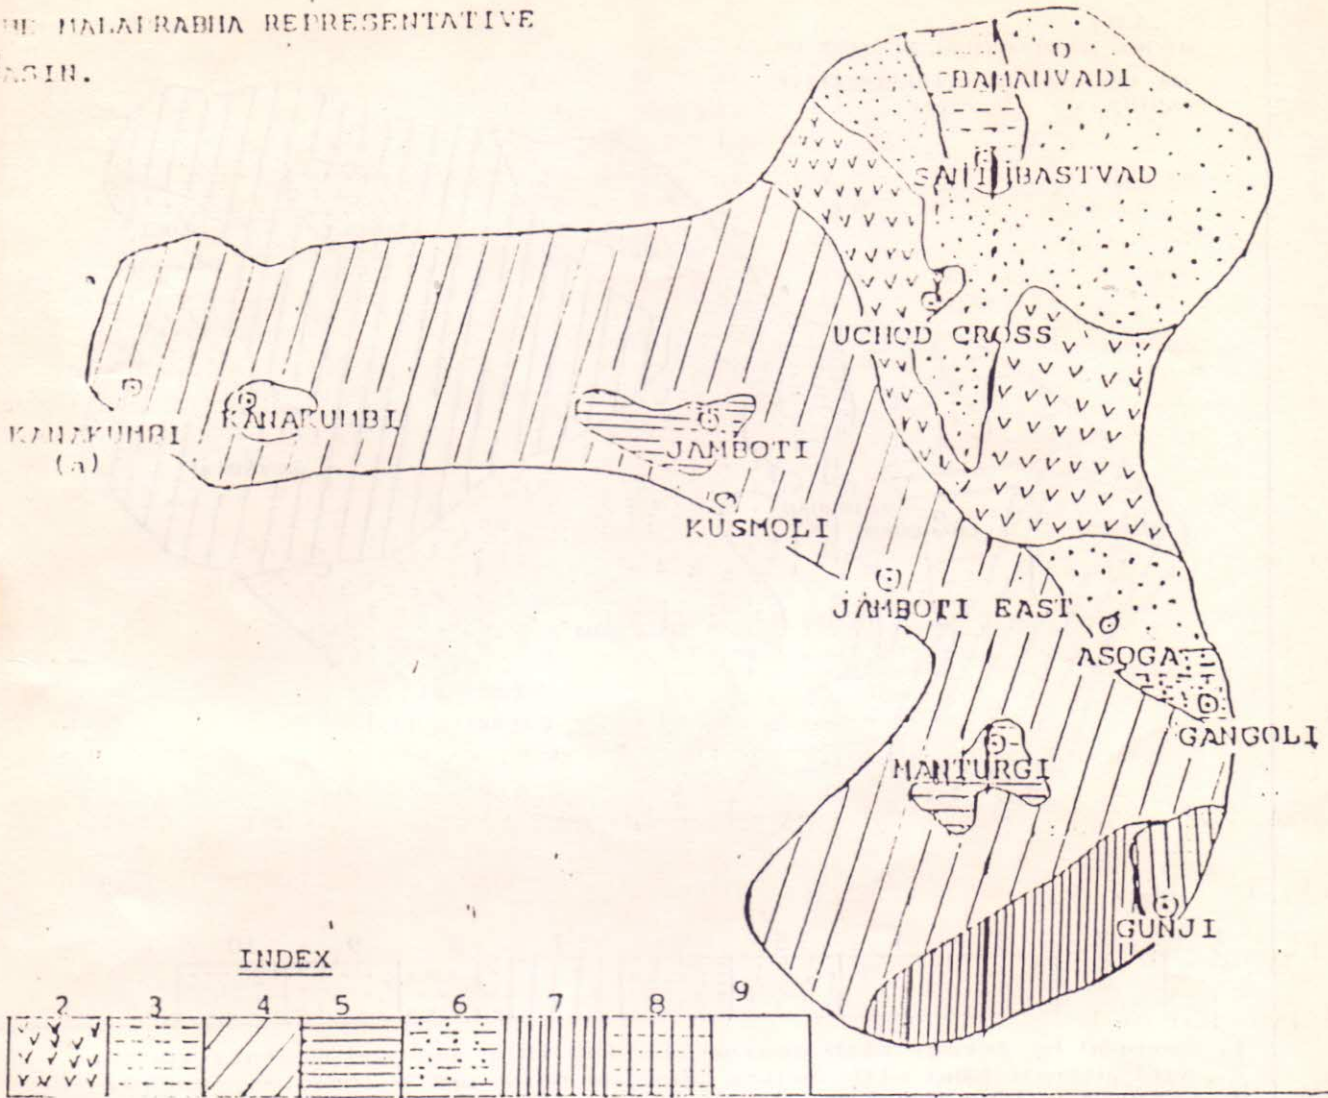 MALAPRABHA REPRESENTATIVE
BAMANVADI
BASTVAD
UCHOD CROSS
KANAKUMBI
(a)
KANAKUMBI
JAMBOTI
KUSMOLI
JAMBOTI EAST
ASOGA
GANGOLI
MANTURGI
GUNJI
INDEX
2 3 4 5 6 7 8 9